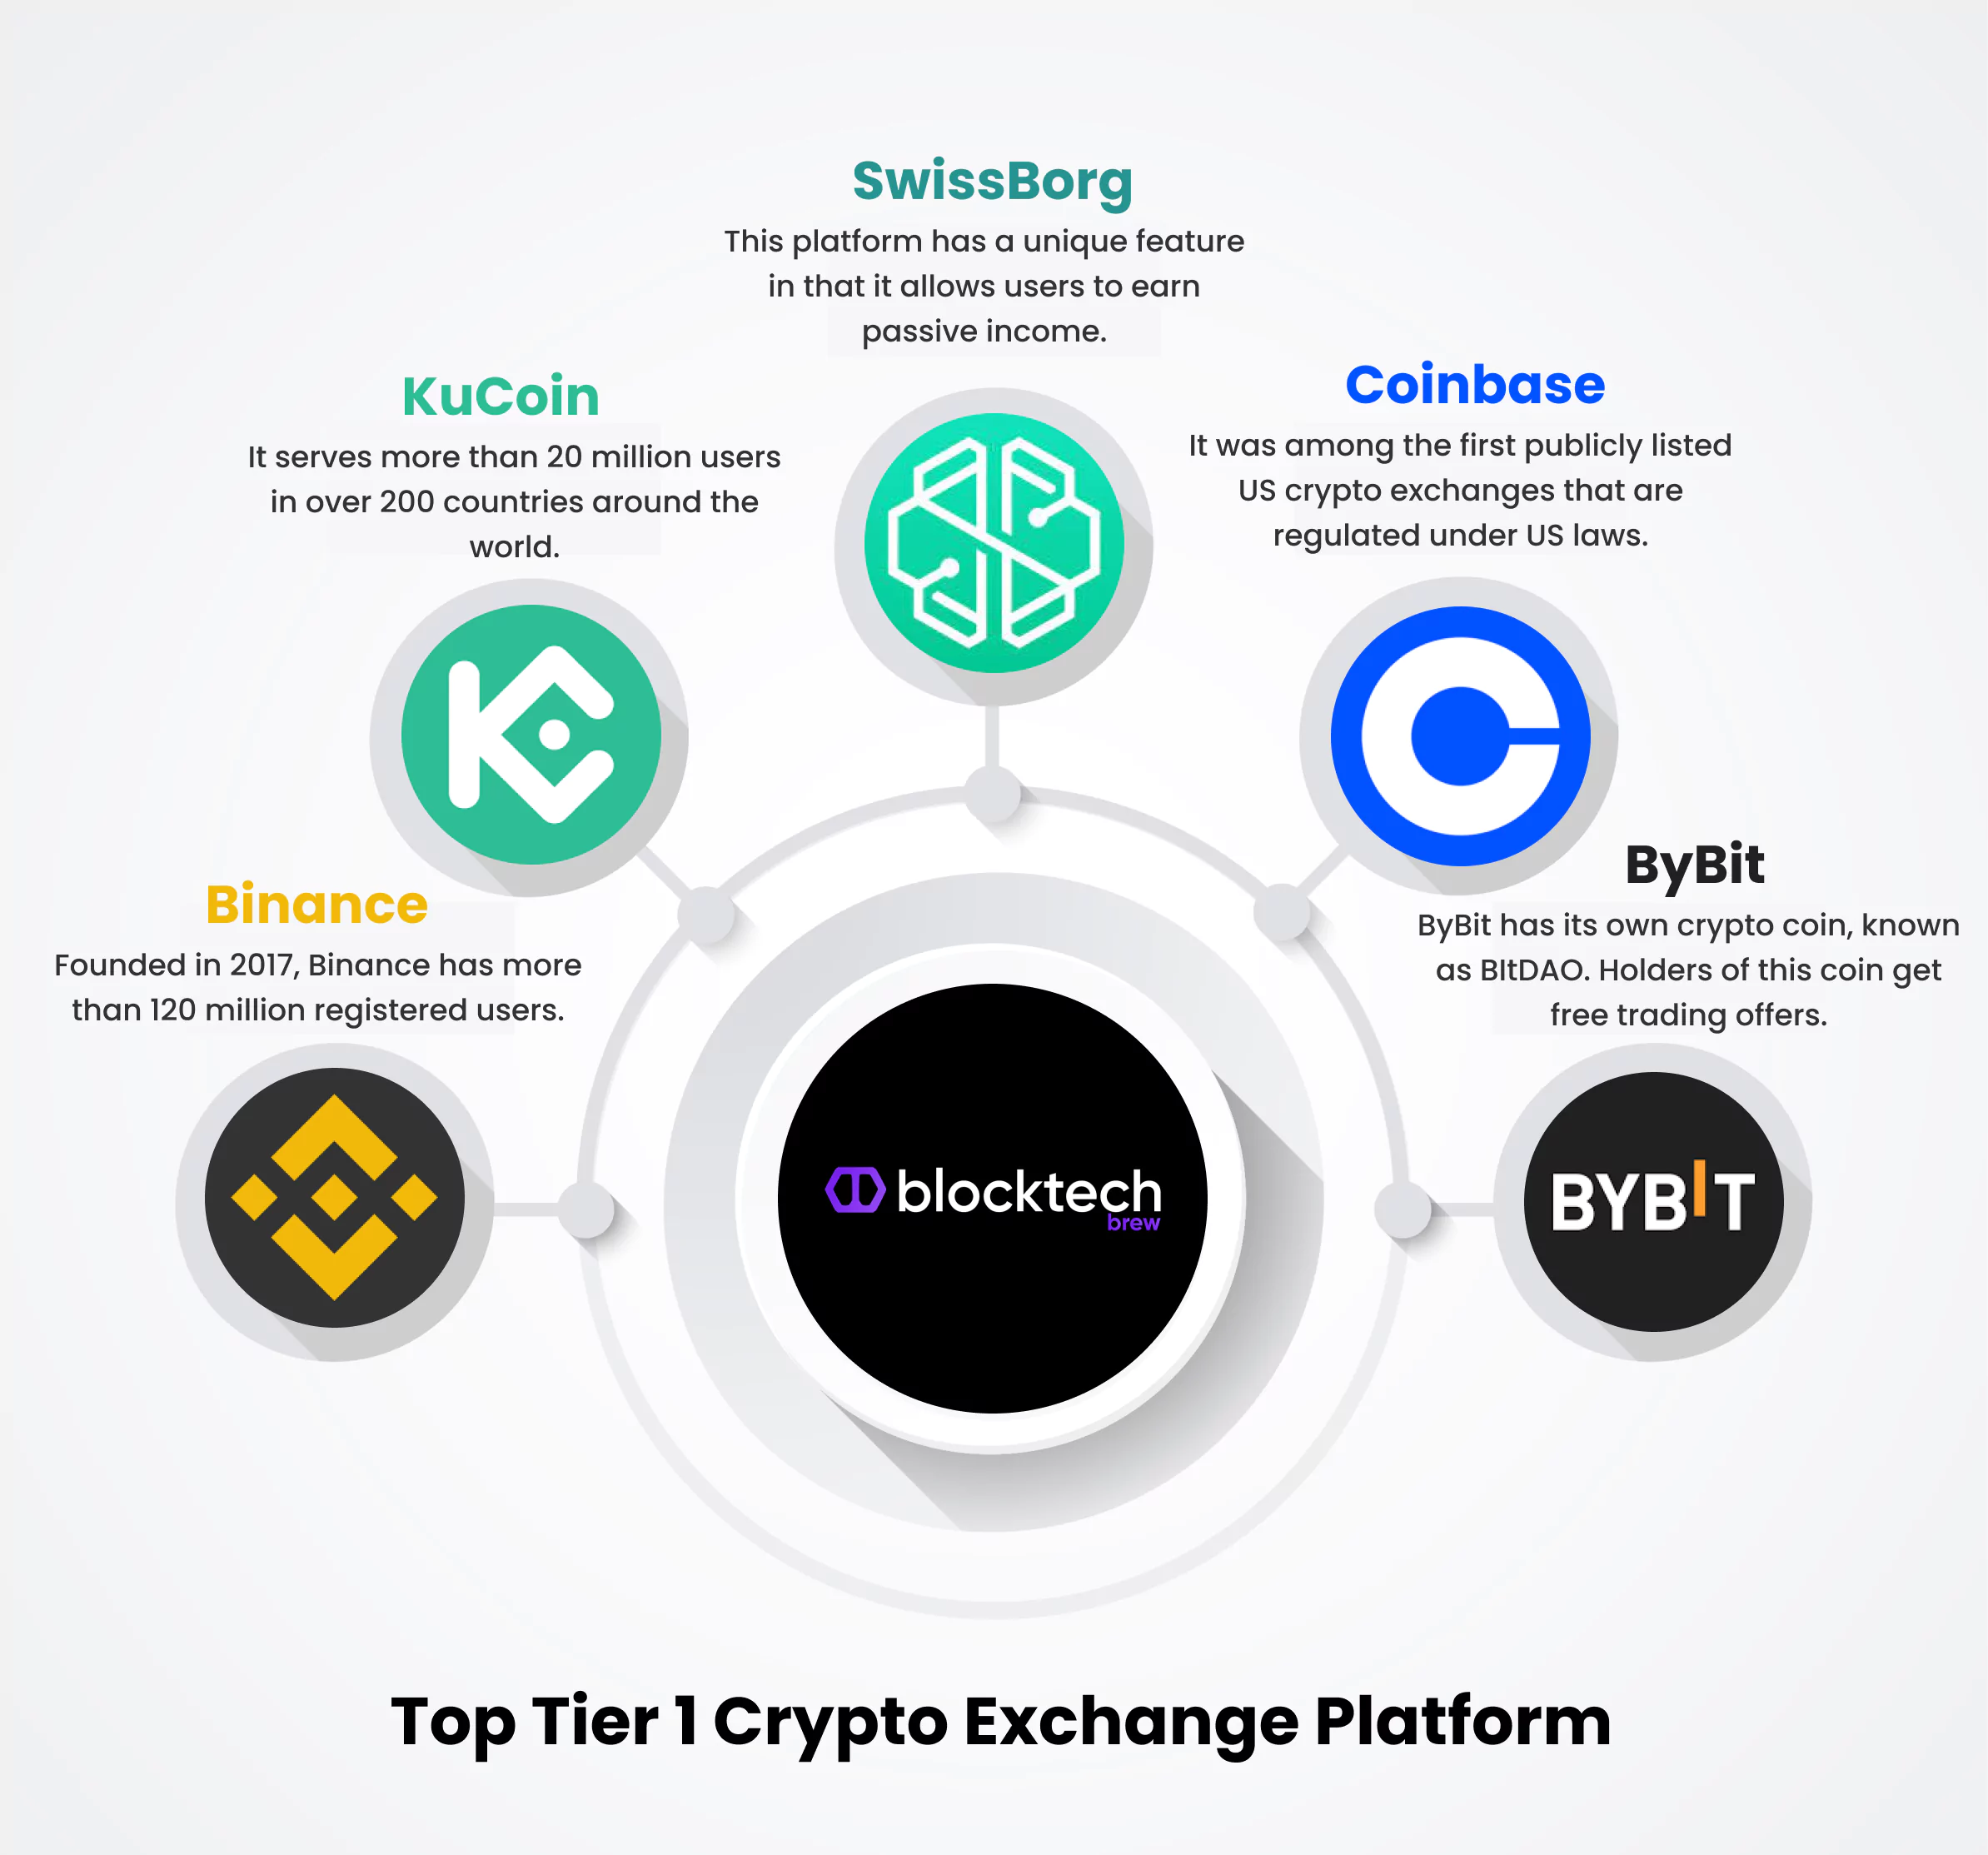 SwissBorg
This platform has a unique feature
in that it allows users to earn
passive income.
KuCoin
It serves more than 20 million users
in over 200 countries around the
world.
Coinbase
It was among the first publicly listed
US crypto exchanges that are
regulated under US laws.
Binance
Founded in 2017, Binance has more
than 120 million registered users.
ByBit
ByBit has its own crypto coin, known
as BItDAO. Holders of this coin get
free trading offers.
blocktech
brew
BYBIT
Top Tier 1 Crypto Exchange Platform